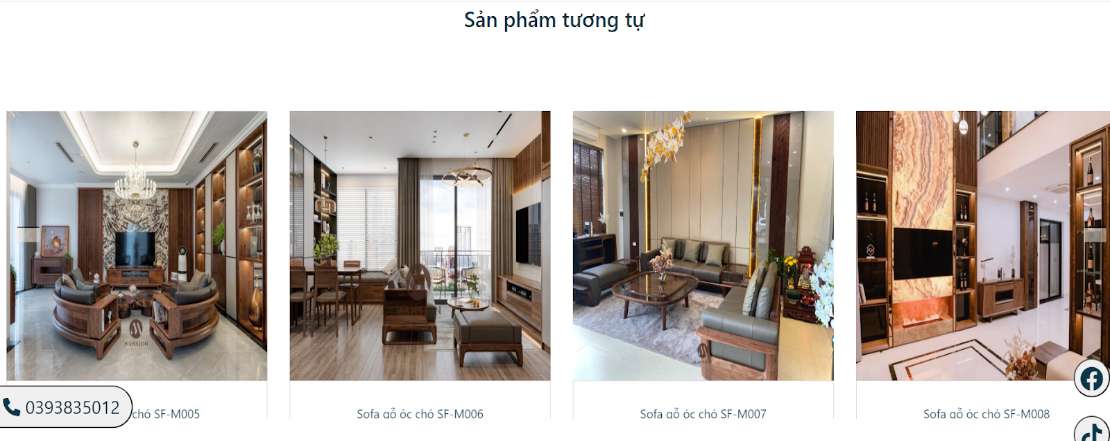 Sản phẩm tương tự
0393835012
chó SF-M005
Sofa gỗ óc chó SF-M006
Sofa gỗ óc chó SF-M007
Sofa gỗ óc chó SF-M008